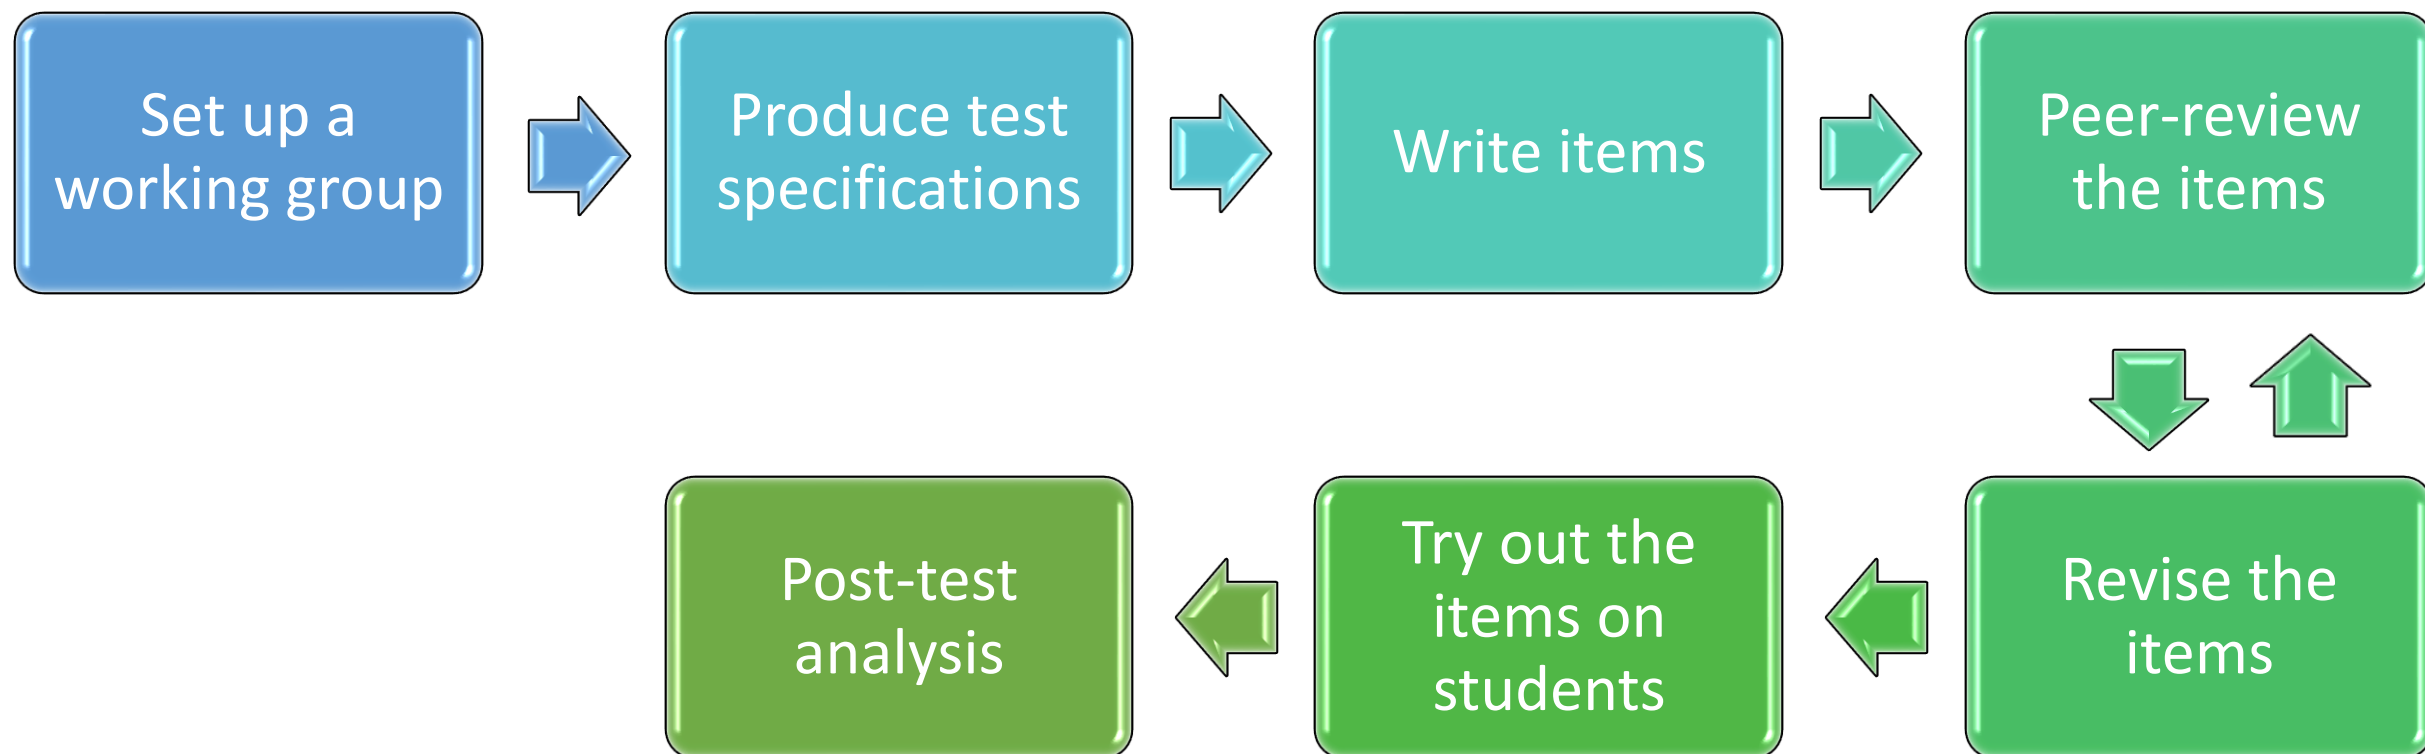 Set up a
working group
Produce test
specifications
Write items
Peer-review
the items
Revise the
items
Try out the
items on
students
Post-test
analysis